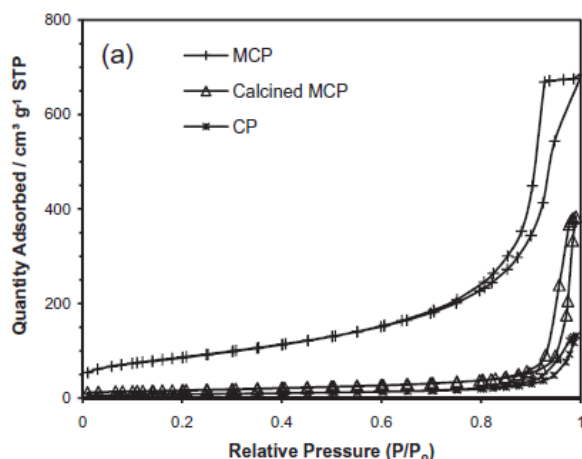 800
(a)
MCP
Calcined MCP
CP
600
400
200
0
Quantity Adsorbed / cm³ g⁻¹ STP
0 0.2 0.4 0.6 0.8 1
Relative Pressure (P/Pₒ)